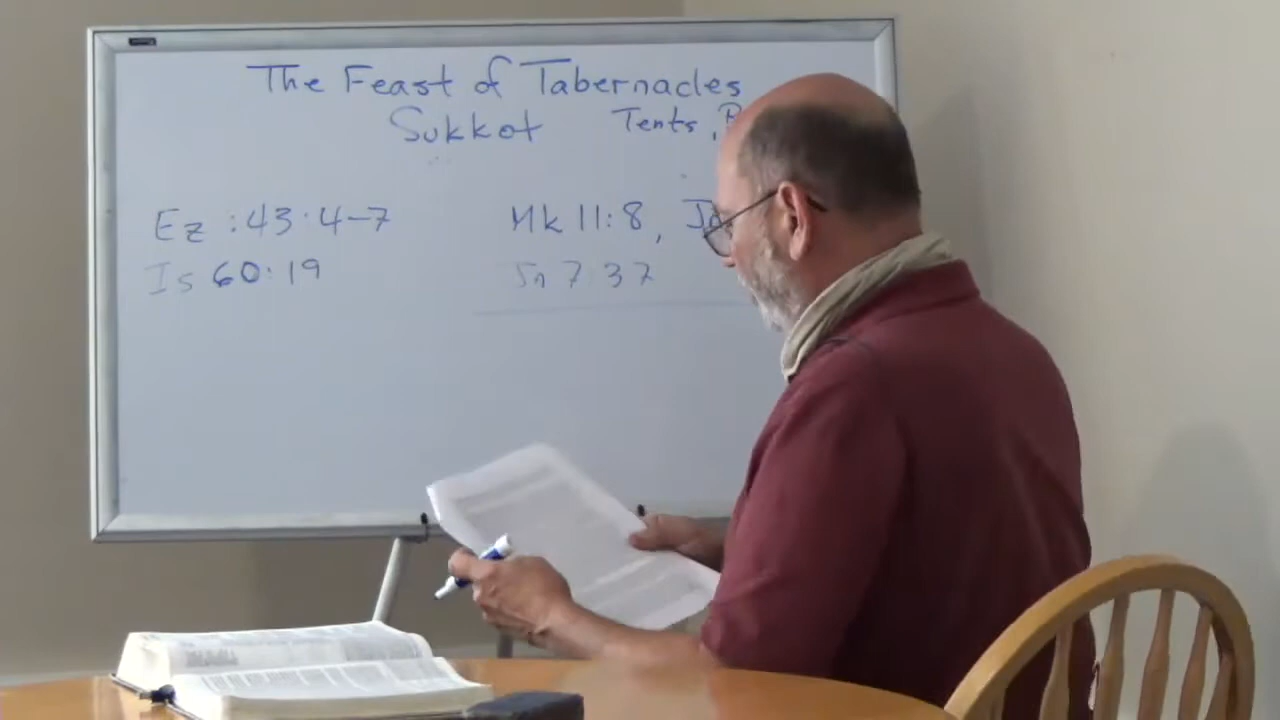 The Feast of Tabernacles
Sukkot Tents,
Ez : 43:4-7 Mk 11:8,
Is 60:19 Jn 7:37